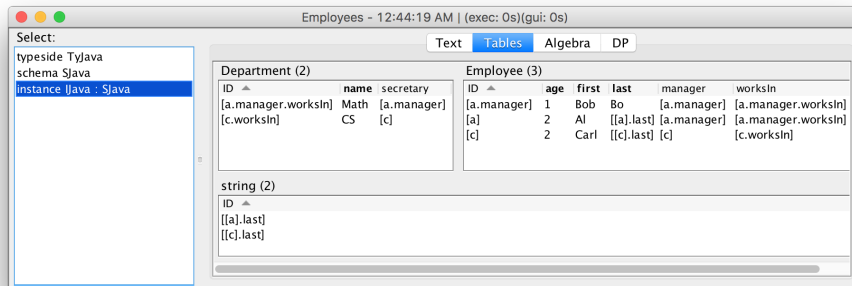 Employees - 12:44:19 AM | (exec: 0s)(gui: 0s)
Select:
typeside TyJava
schema SJava
instance IJava : SJava
Text Tables Algebra DP
Department (2)
ID name secretary
[a.manager.worksIn] Math [a.manager]
[c.worksIn] CS [c]
Employee (3)
ID age first last manager worksIn
[a.manager] 1 Bob Bo [a.manager] [a.manager.worksIn]
[a] 2 Al [[a].last] [a.manager] [a.manager.worksIn]
[c] 2 Carl [[c].last] [c] [c.worksIn]
string (2)
ID
[[a].last]
[[c].last]